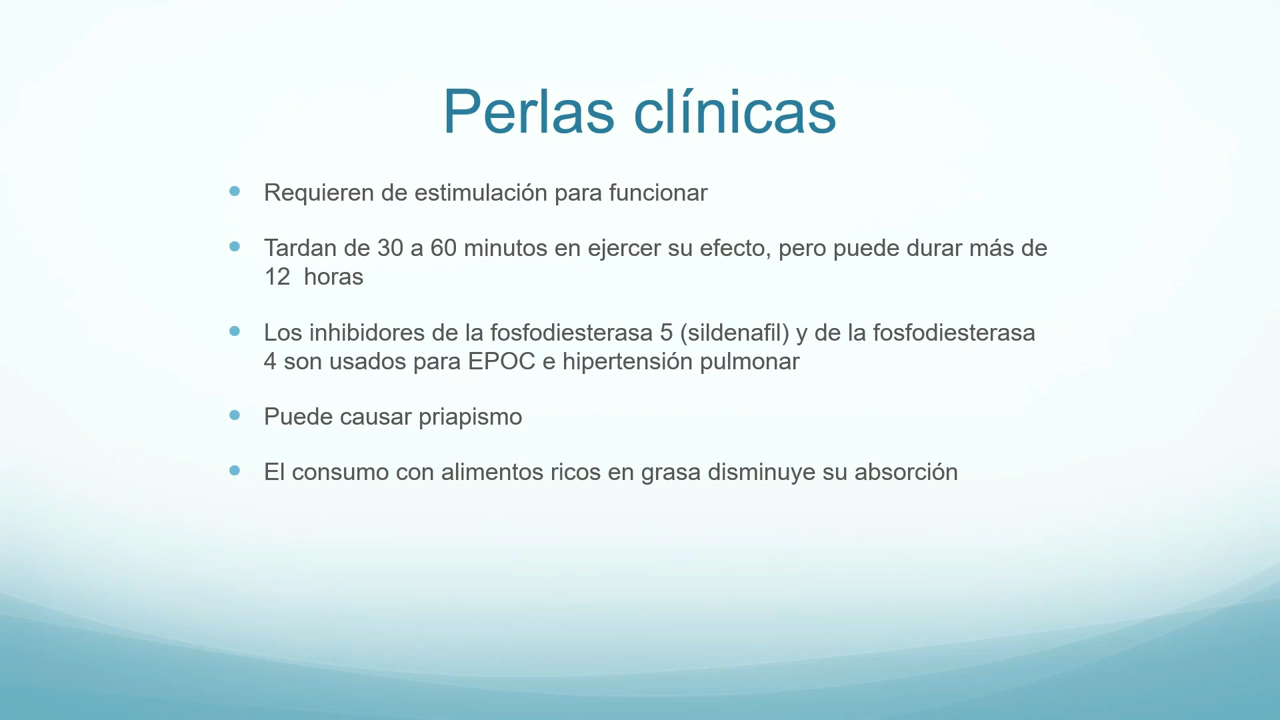 Perlas clínicas
Requieren de estimulación para funcionar
Tardan de 30 a 60 minutos en ejercer su efecto, pero puede durar más de
12  horas
Los inhibidores de la fosfodiesterasa 5 (sildenafil) y de la fosfodiesterasa
4 son usados para EPOC e hipertensión pulmonar
Puede causar priapismo
El consumo con alimentos ricos en grasa disminuye su absorción